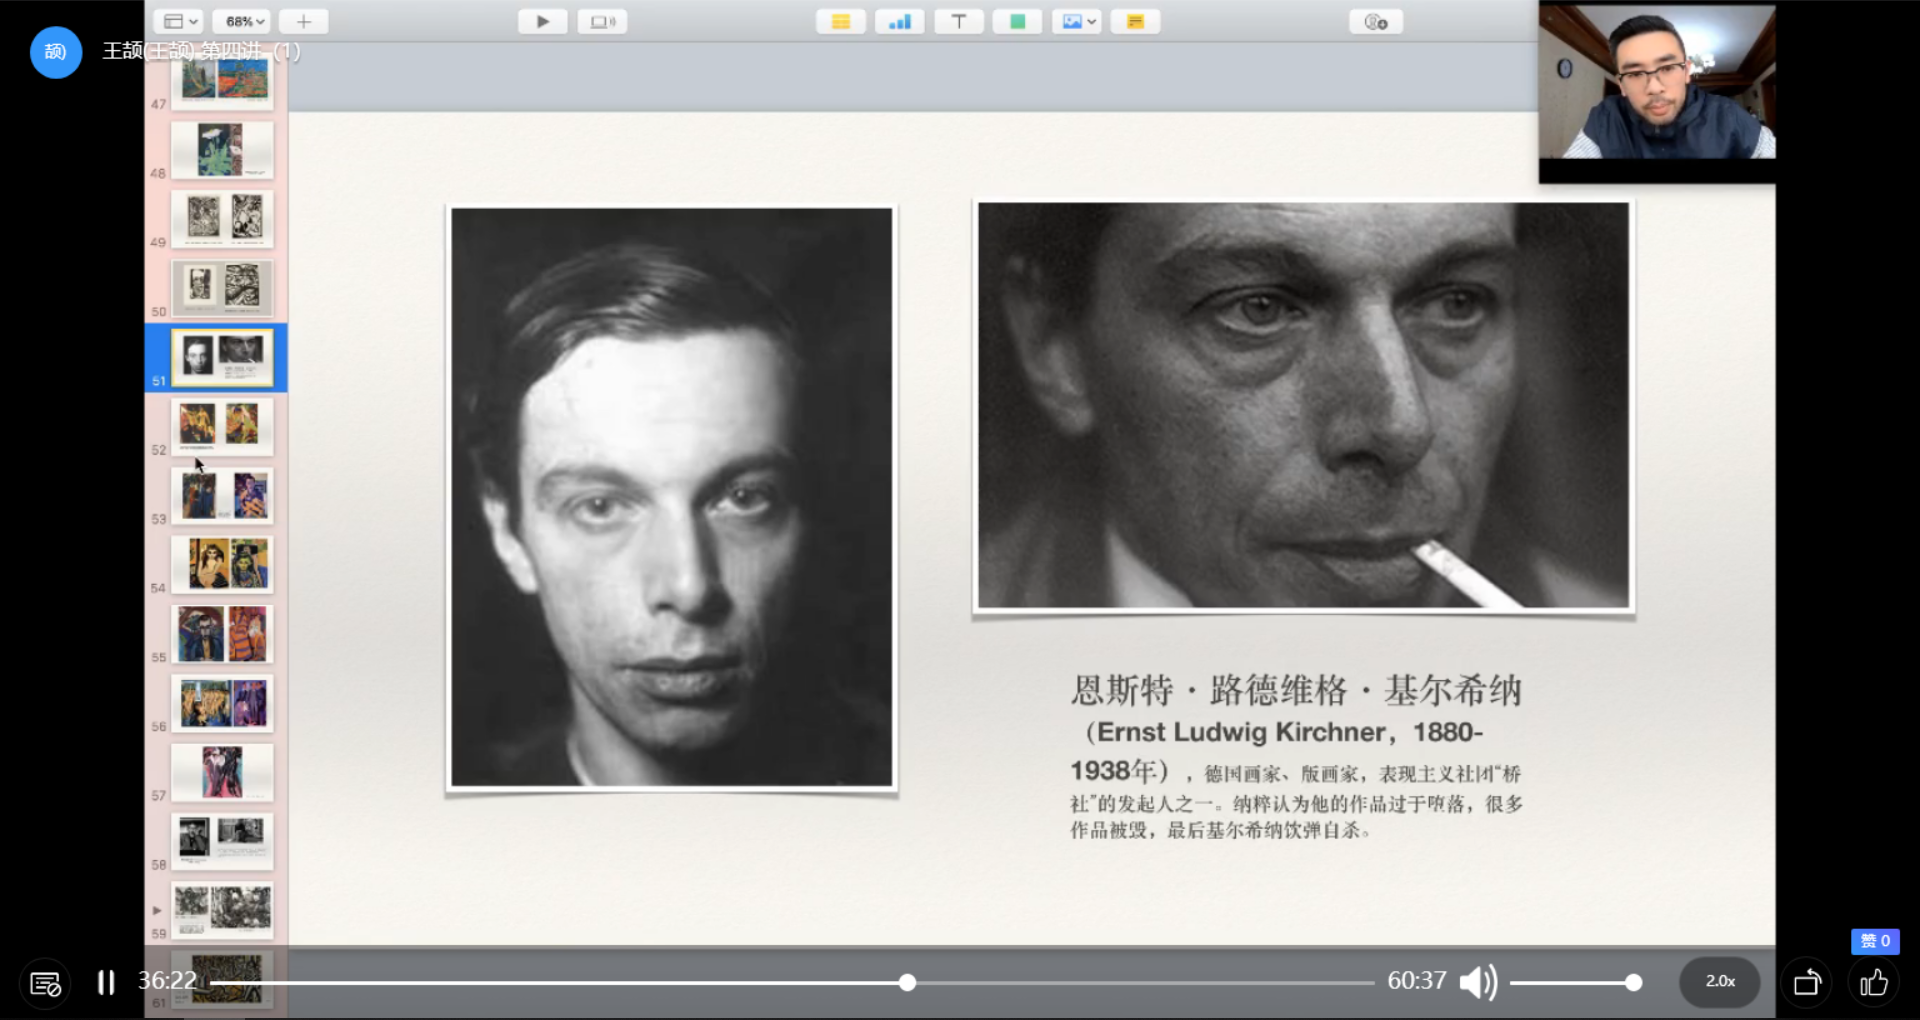 68%
颉)
王颉(王颉) 第四讲_(1)
47
48
49
50
51
52
53
54
55
56
57
58
59
61
恩斯特·路德维格·基尔希纳
（Ernst Ludwig Kirchner，1880-
1938年），德国画家、版画家，表现主义社团“桥
社”的发起人之一。纳粹认为他的作品过于堕落，很多
作品被毁，最后基尔希纳饮弹自杀。
赞 0
36:22
60:37
2.0x